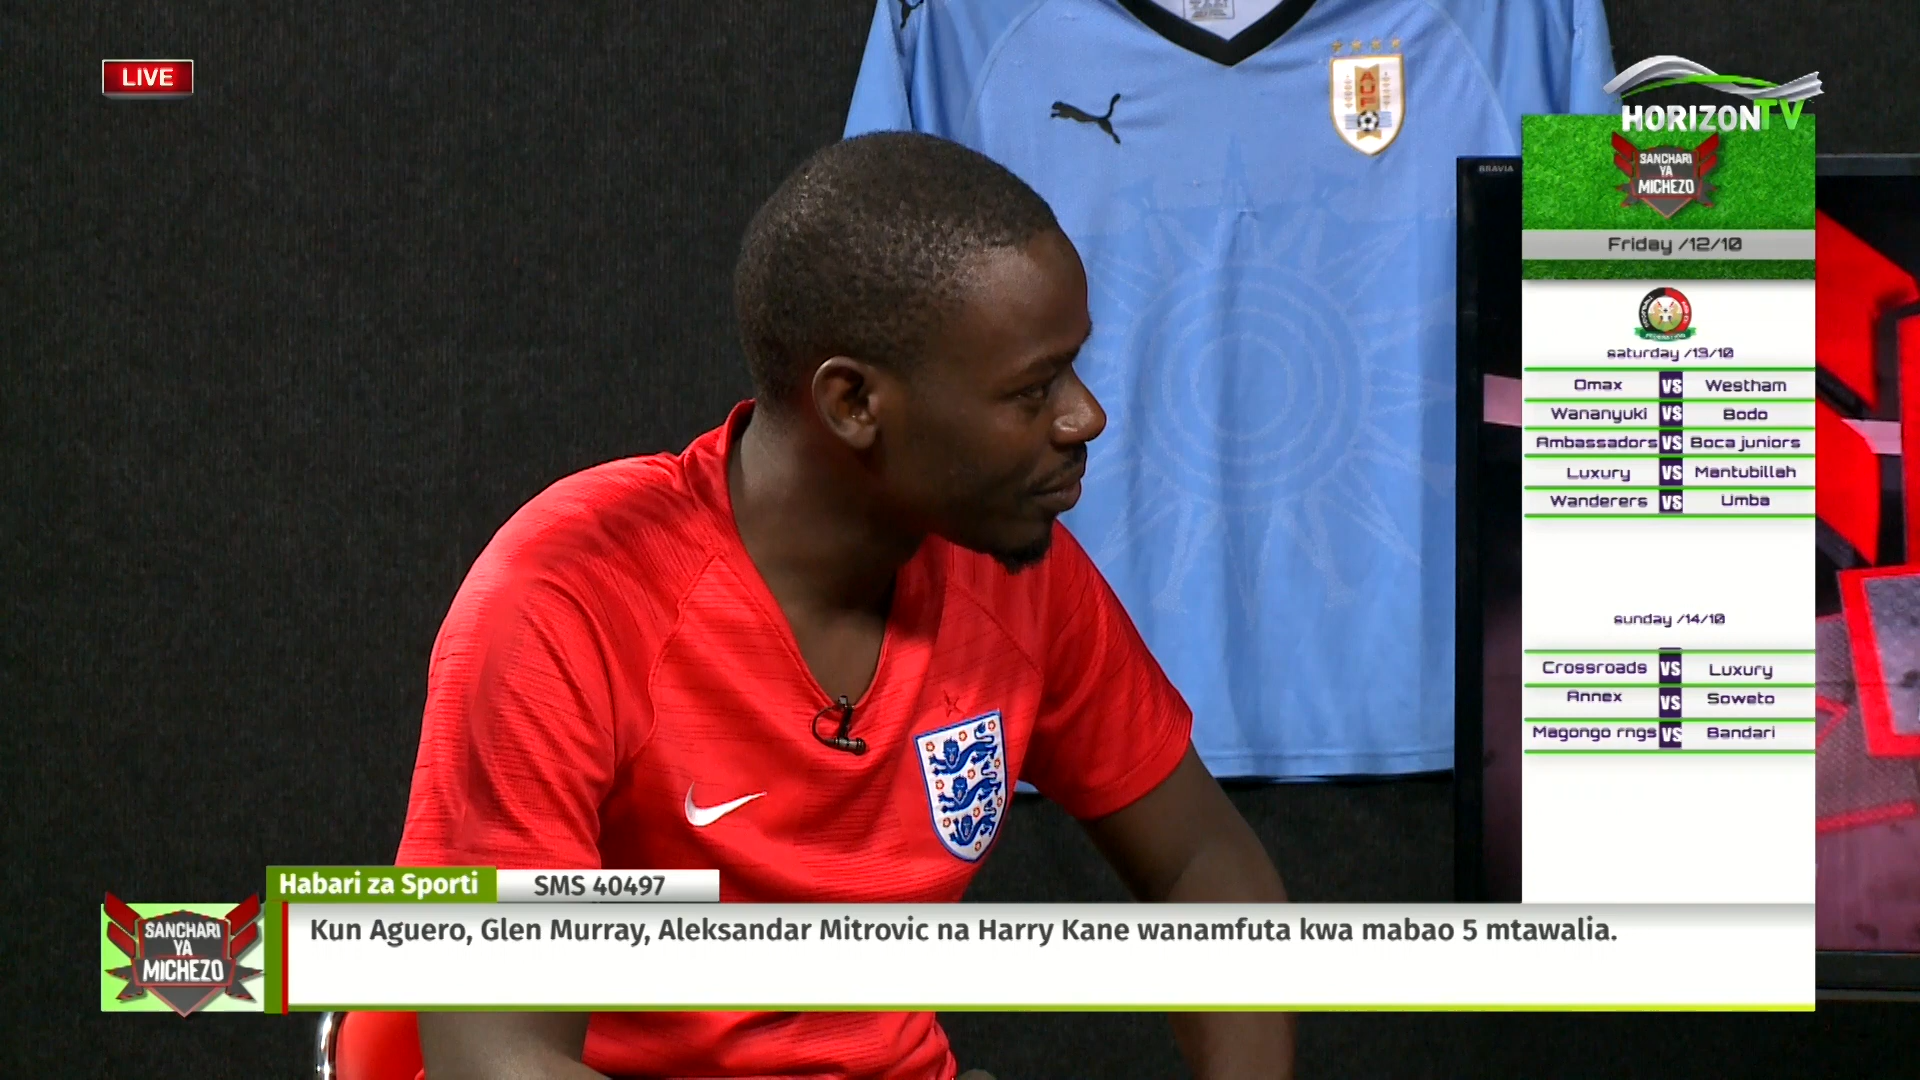 LIVE
AUF
HORIZONTV
BRAVIA
SANCHARI
YA
MICHEZO
Friday /12/10
saturday /13/10
Omax VS Westham
Wananyuki VS Bodo
Ambassadors VS Boca juniors
Luxury VS Mantubillah
Wanderers VS Umba
sunday /14/10
Crossroads VS Luxury
Annex VS Soweto
Magongo rngs VS Bandari
Habari za Sporti
SMS 40497
SANCHARI
YA
MICHEZO
Kun Aguero, Glen Murray, Aleksandar Mitrovic na Harry Kane wanamfuta kwa mabao 5 mtawalia.